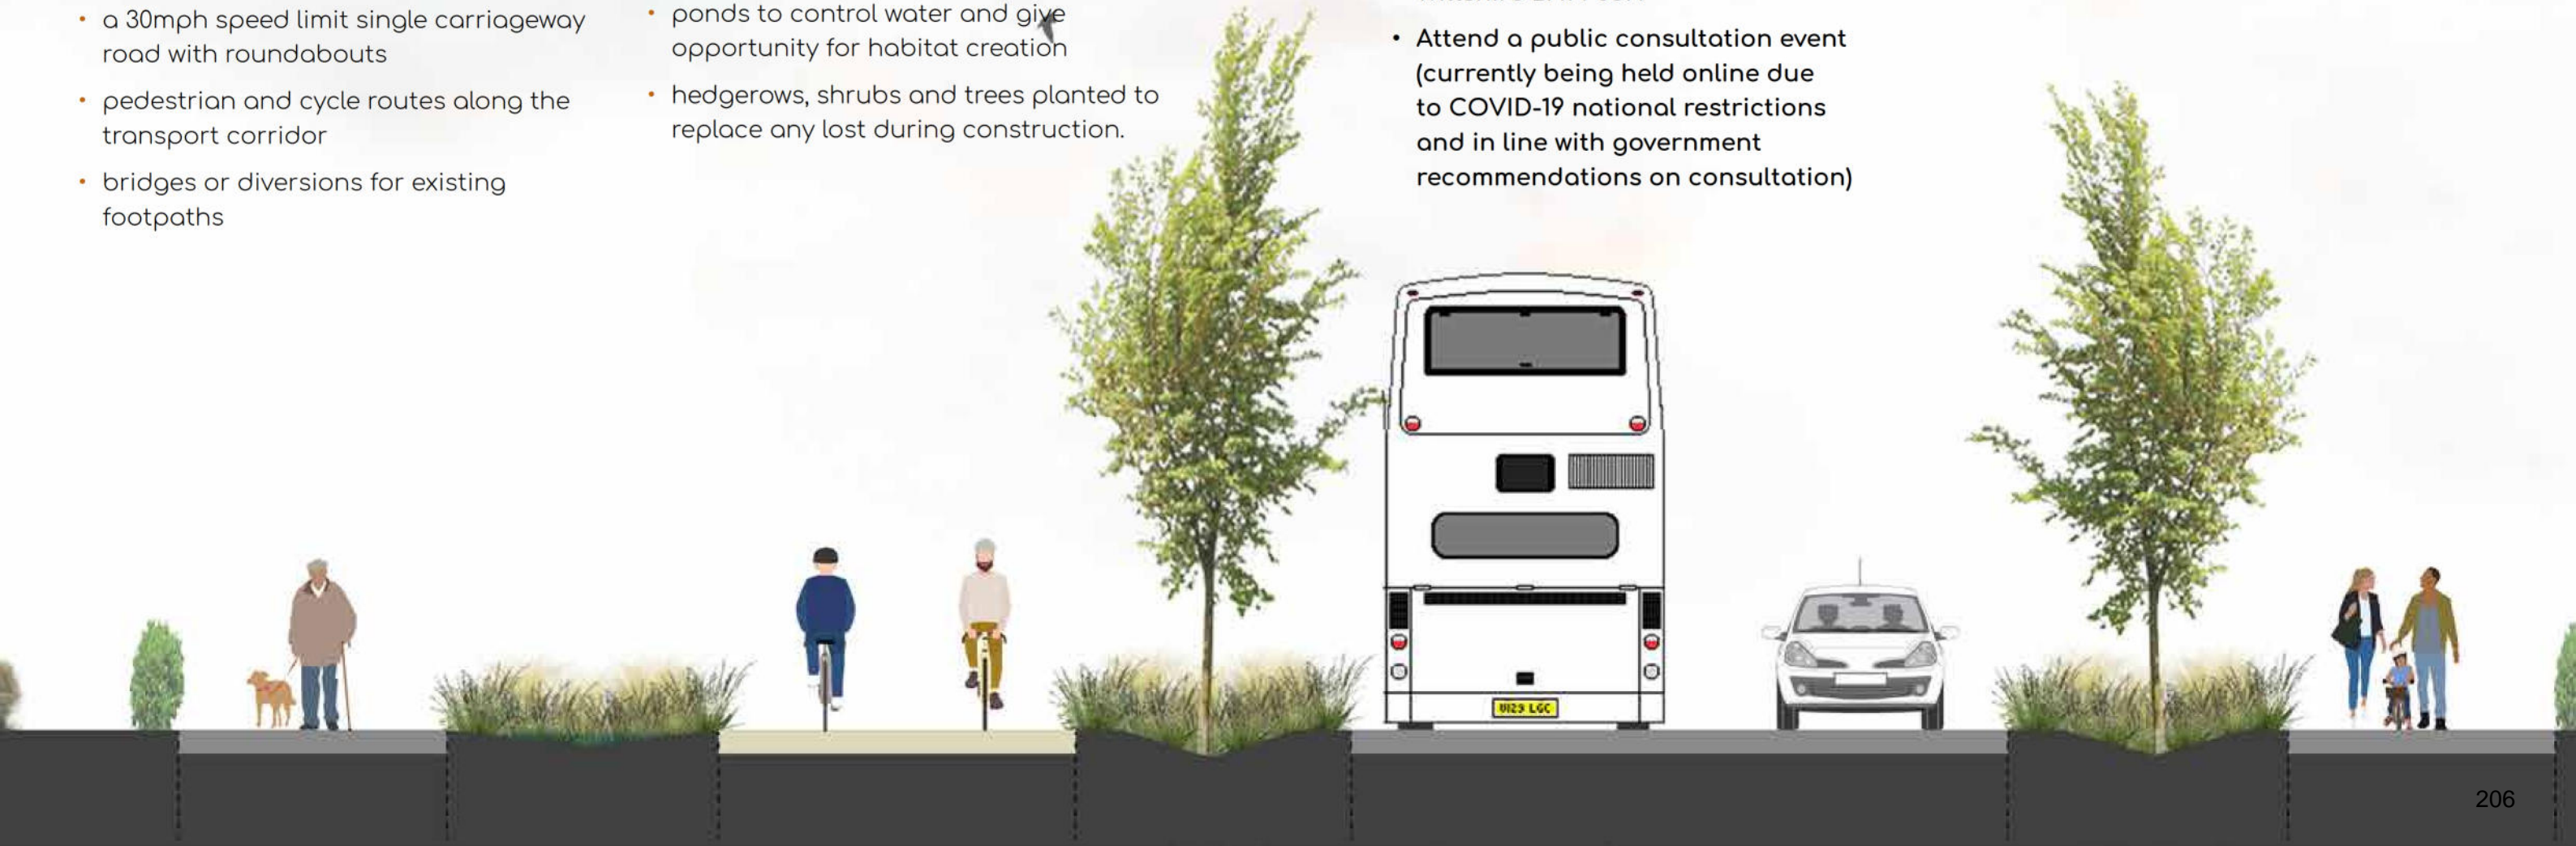 • a 30mph speed limit single carriageway
road with roundabouts
• pedestrian and cycle routes along the
transport corridor
• bridges or diversions for existing
footpaths
• ponds to control water and give
opportunity for habitat creation
• hedgerows, shrubs and trees planted to
replace any lost during construction.
• Attend a public consultation event
(currently being held online due
to COVID-19 national restrictions
and in line with government
recommendations on consultation)
LGC
206